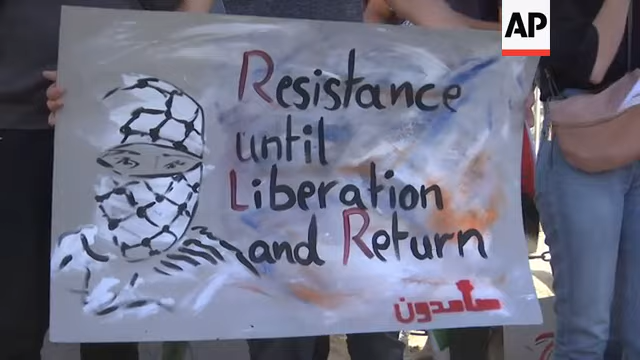 AP
Resistance
until
Liberation
and Return
صامدون